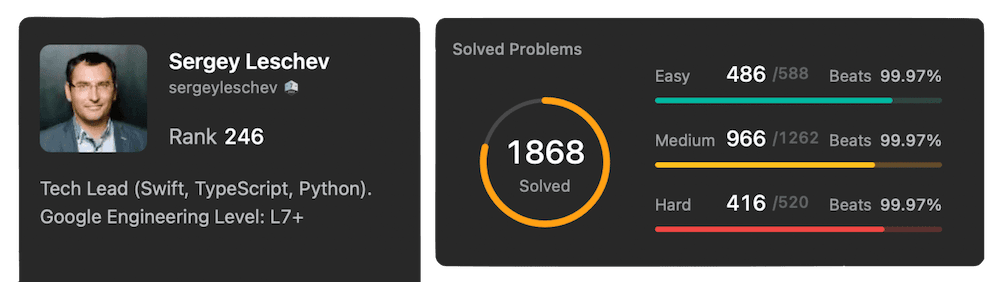 Sergey Leschev
sergeyleschev
Rank 246
Tech Lead (Swift, TypeScript, Python).
Google Engineering Level: L7+
Solved Problems
1868
Solved
Easy 486 /588 Beats 99.97%
Medium 966 /1262 Beats 99.97%
Hard 416 /520 Beats 99.97%